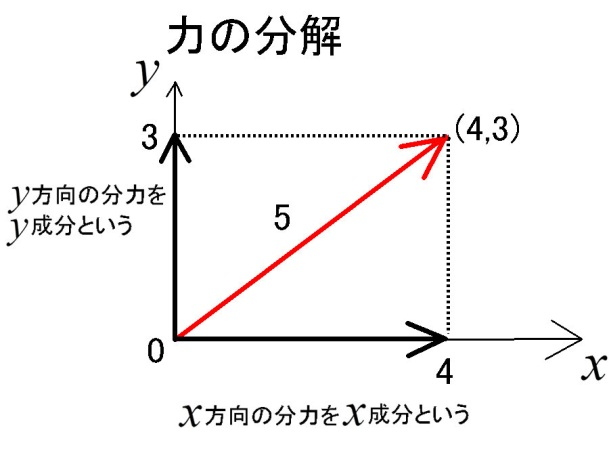 力の分解
y
3
(4,3)
y方向の分力を
y成分という
5
0
4
x
x方向の分力をx成分という